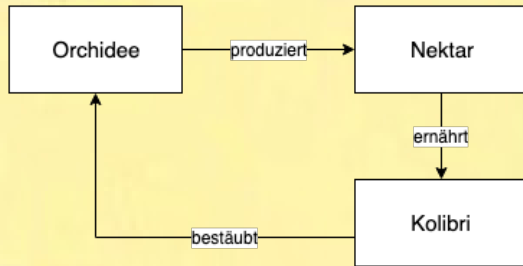 Orchidee
produziert
Nektar
ernährt
Kolibri
bestäubt